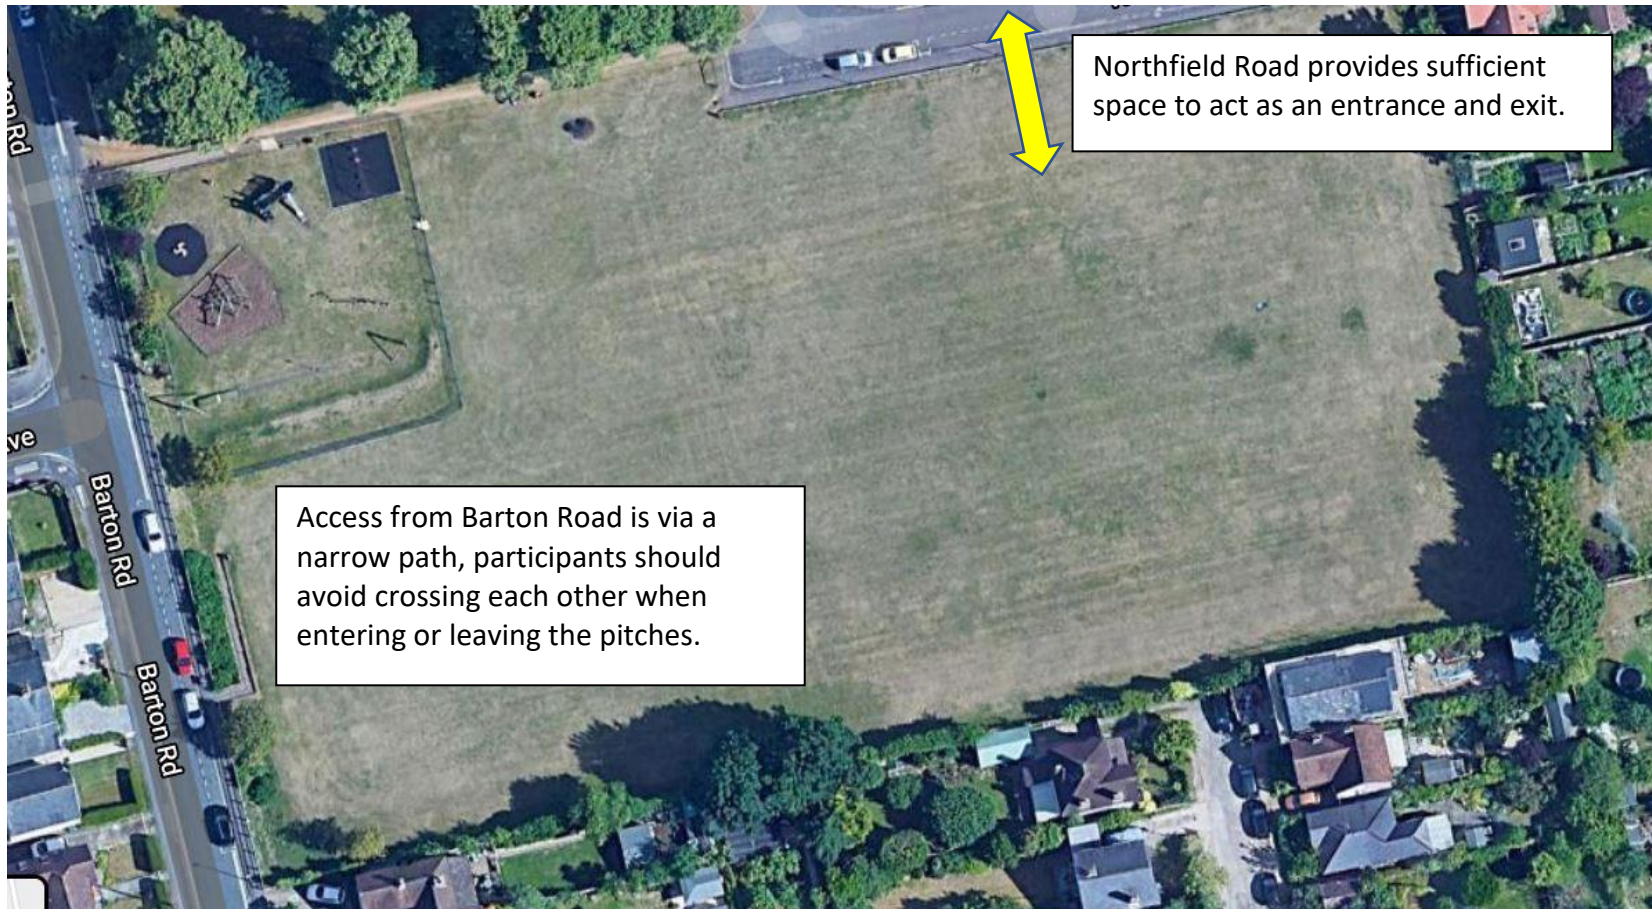 Northfield Road provides sufficient
space to act as an entrance and exit.
ve
Access from Barton Road is via a
narrow path, participants should
avoid crossing each other when
entering or leaving the pitches.
Barton Rd
Barton Rd